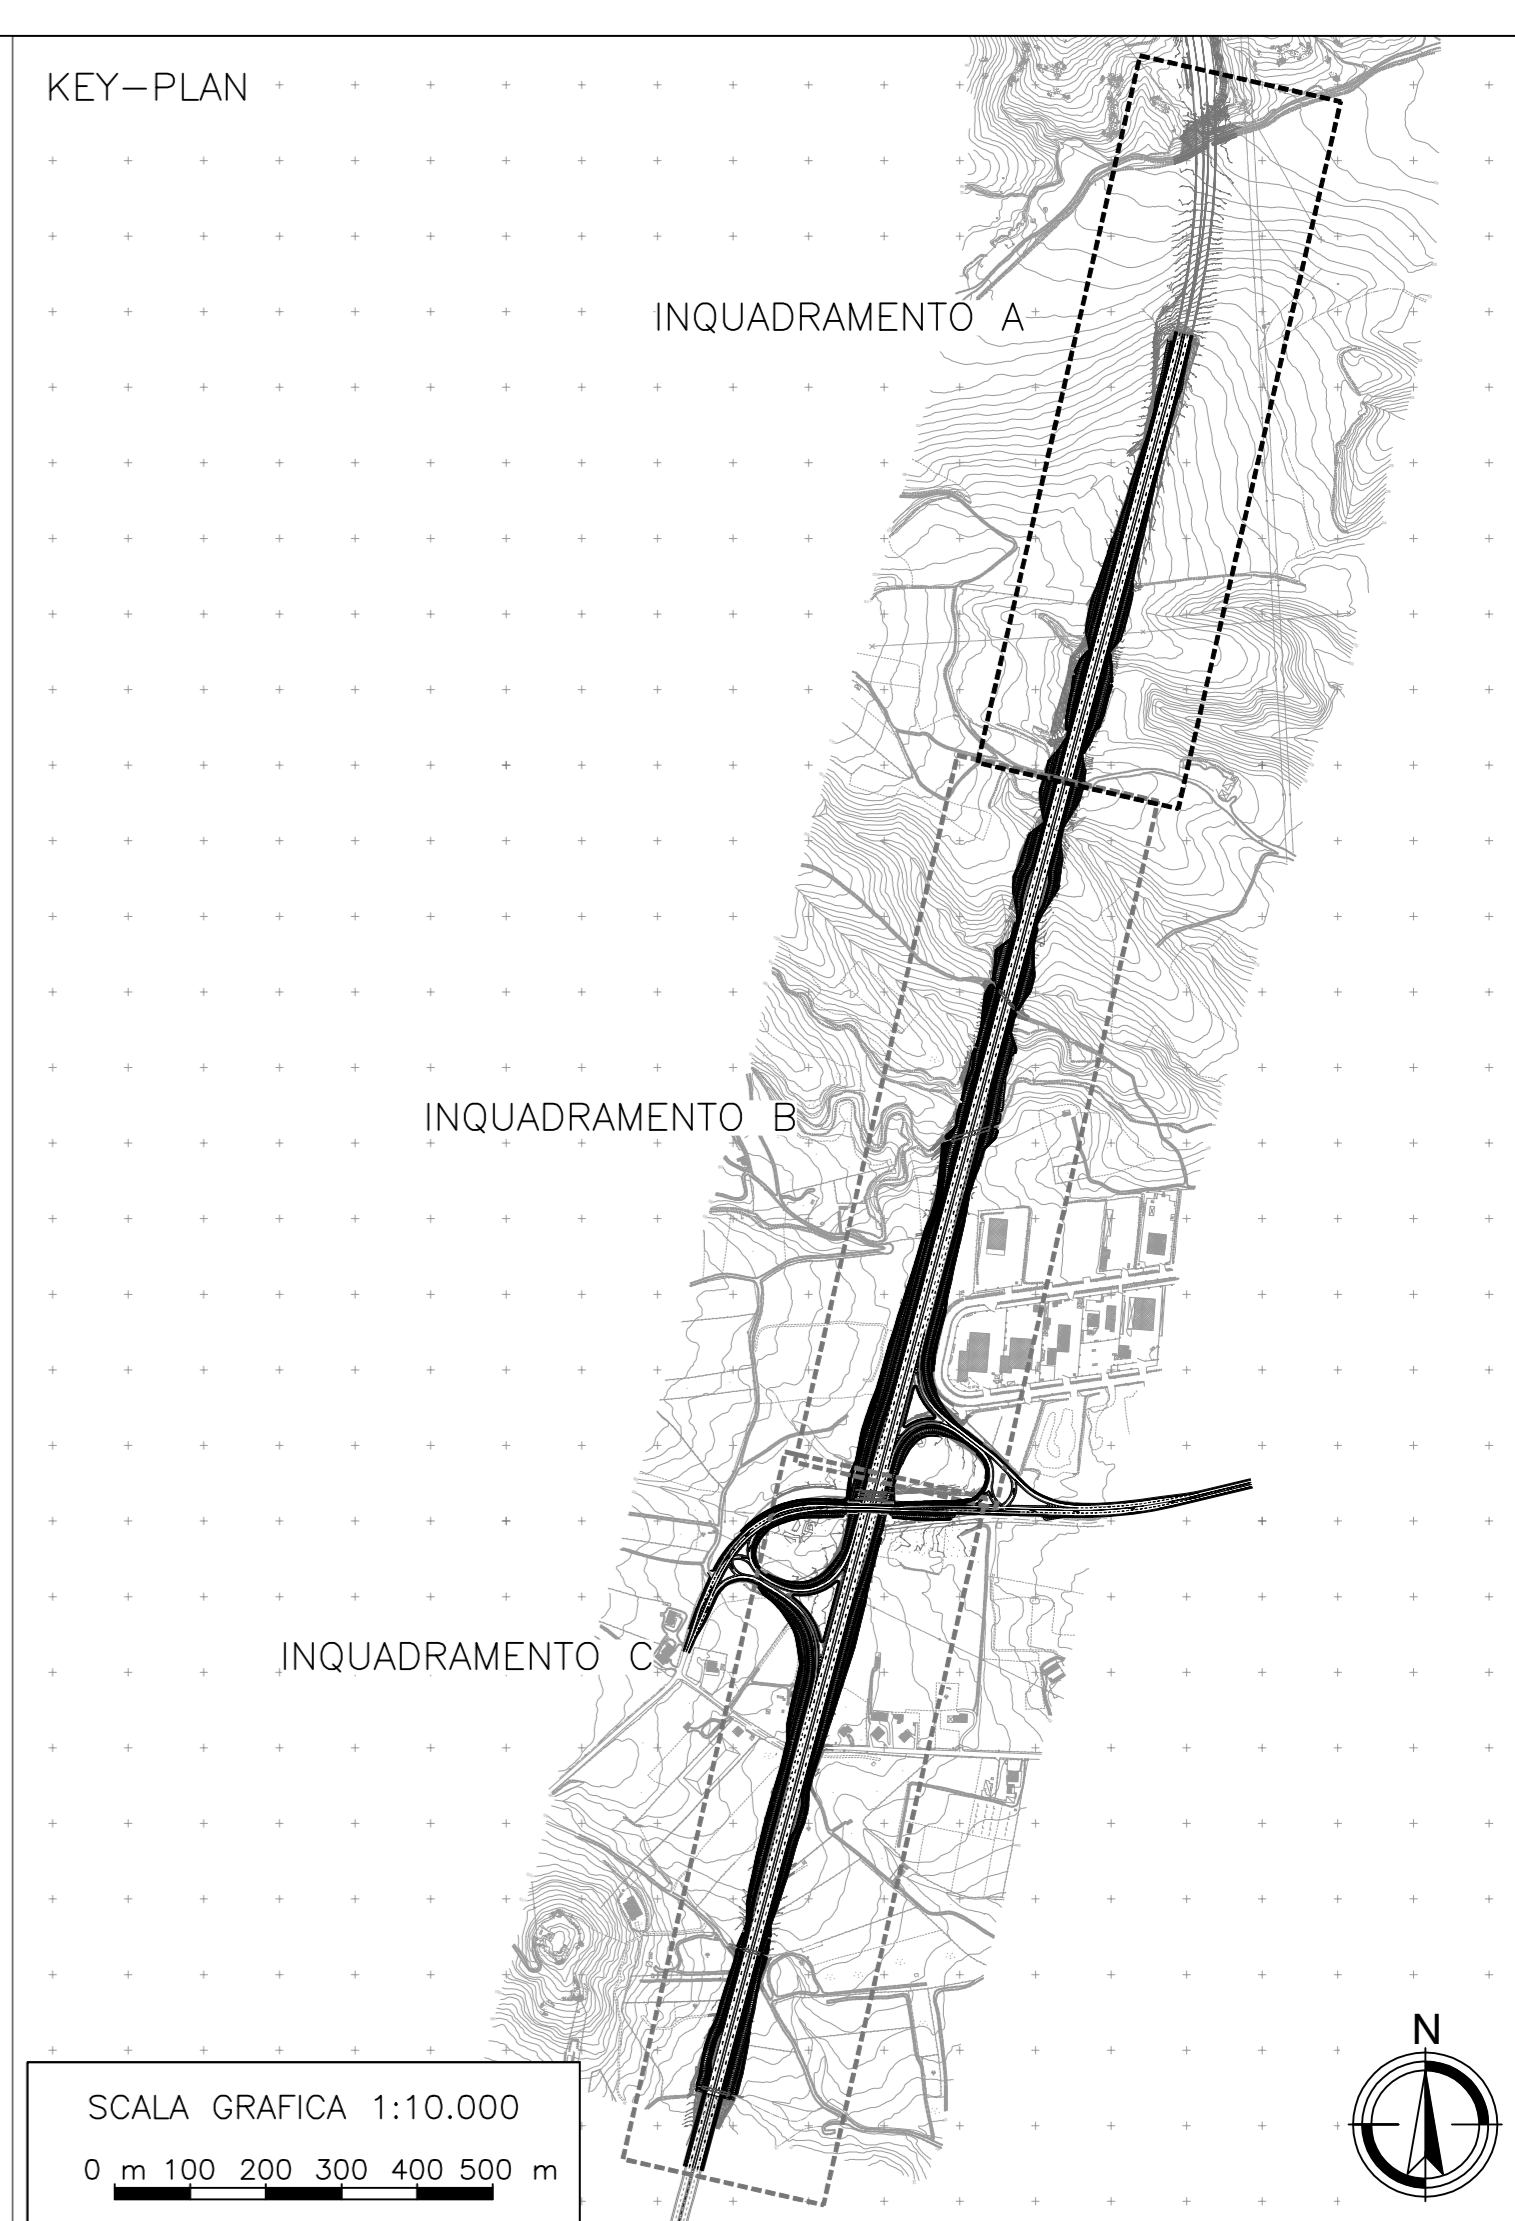 KEY-PLAN
INQUADRAMENTO A
INQUADRAMENTO B
INQUADRAMENTO C
N
SCALA GRAFICA 1:10.000
0 m 100 200 300 400 500 m